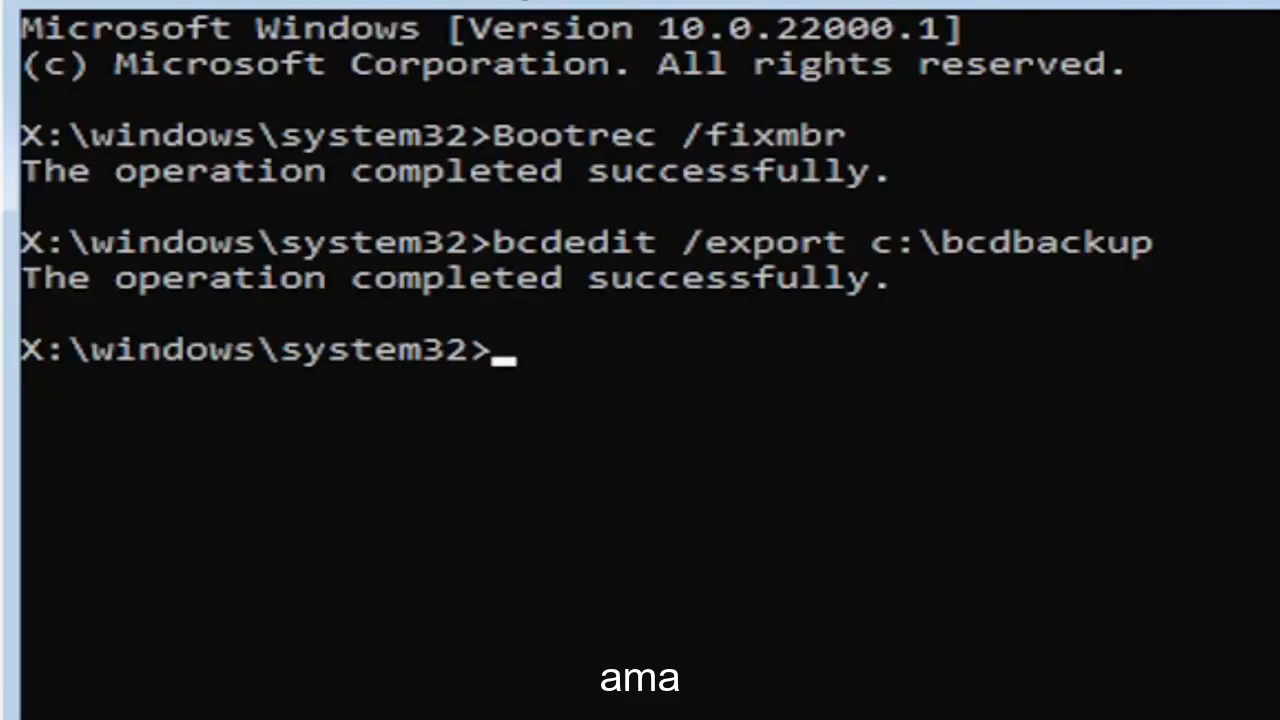 Microsoft Windows [Version 10.0.22000.1]
(c) Microsoft Corporation. All rights reserved.
X:\windows\system32>Bootrec /fixmbr
The operation completed successfully.
X:\windows\system32>bcdedit /export c:\bcdbackup
The operation completed successfully.
X:\windows\system32>
ama